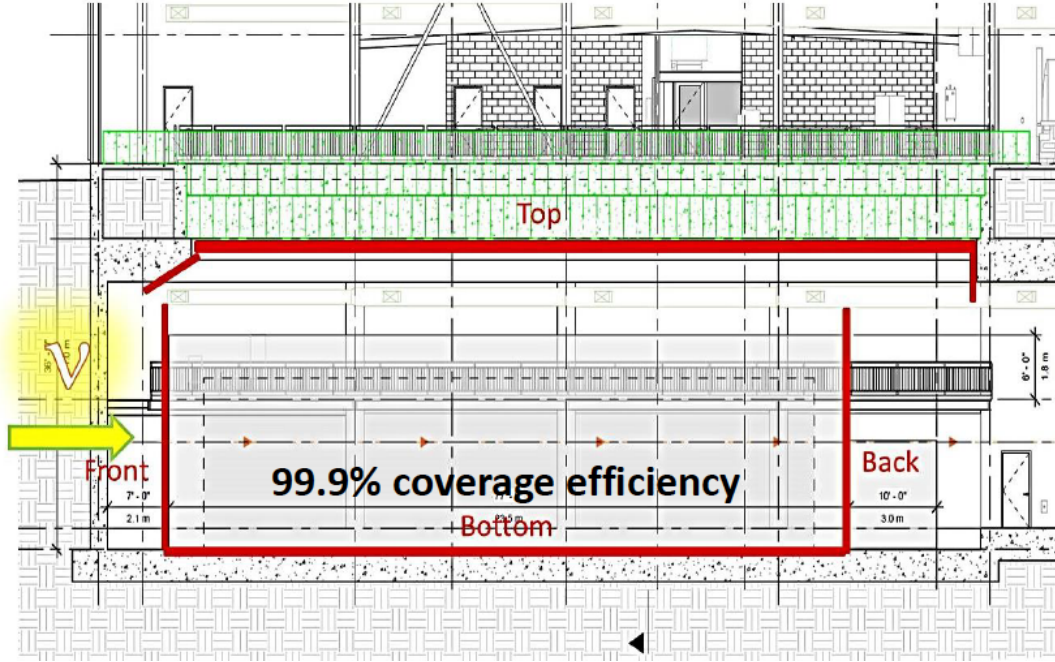 Top
6' - 0"
1.8 m
ν
Front
Back
99.9% coverage efficiency
7' - 0"
10' - 0"
2.1 m
Bottom
3.0 m